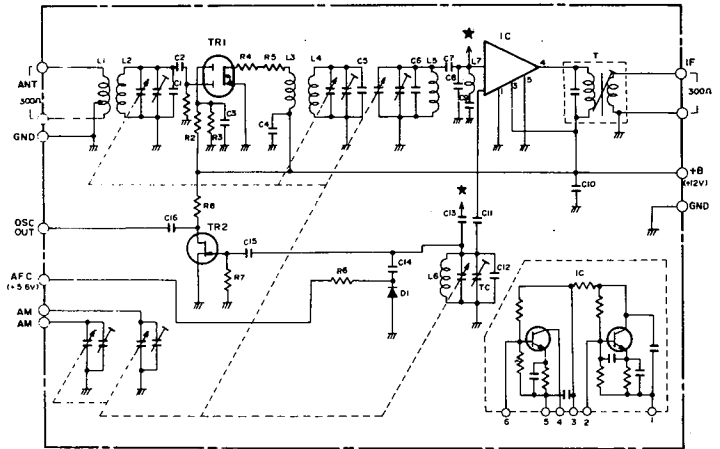 TR1
IC
L1
L2
C2
C1
R4
R5
L3
L4
C5
C6
L5
C7
C8
L7
4
3
5
T
IF
300Ω
ANT
300Ω
GND
R2
R3
C3
C4
+B
(+12V)
C10
GND
R8
C16
OSC
OUT
TR2
C15
R7
AFC
(+5.6V)
R6
C14
D1
C13
C11
L6
TC
C12
AM
AM
IC
6
5
4
3
2
1